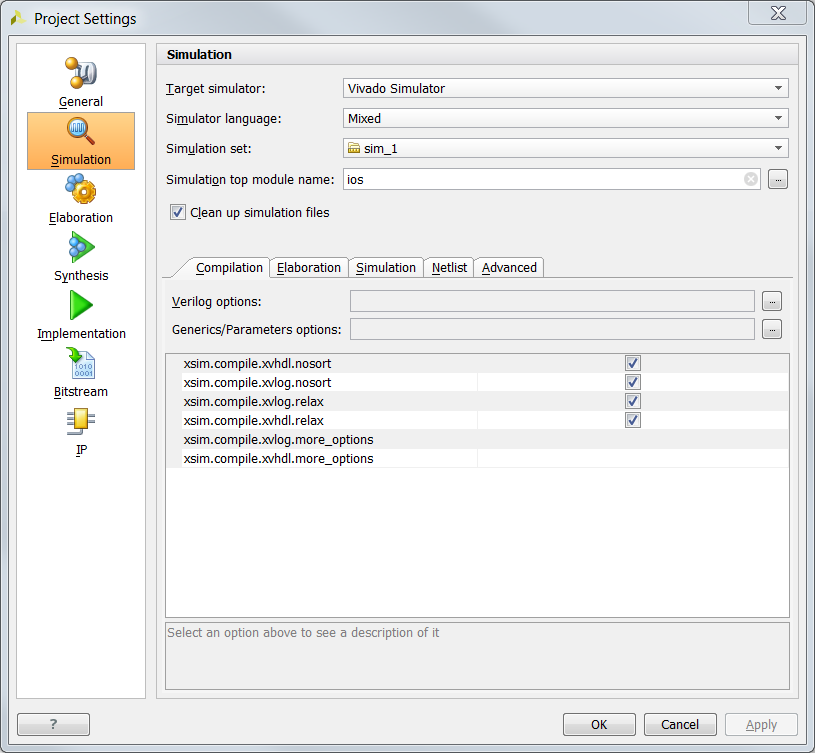 Project Settings
General
Simulation
Elaboration
Synthesis
Implementation
Bitstream
IP
Simulation
Target simulator: Vivado Simulator
Simulator language: Mixed
Simulation set: sim_1
Simulation top module name: ios ...
Clean up simulation files
Compilation Elaboration Simulation Netlist Advanced
Verilog options: ...
Generics/Parameters options: ...
xsim.compile.xvhdl.nosort
xsim.compile.xvlog.nosort
xsim.compile.xvlog.relax
xsim.compile.xvhdl.relax
xsim.compile.xvlog.more_options
xsim.compile.xvhdl.more_options
Select an option above to see a description of it
? OK Cancel Apply